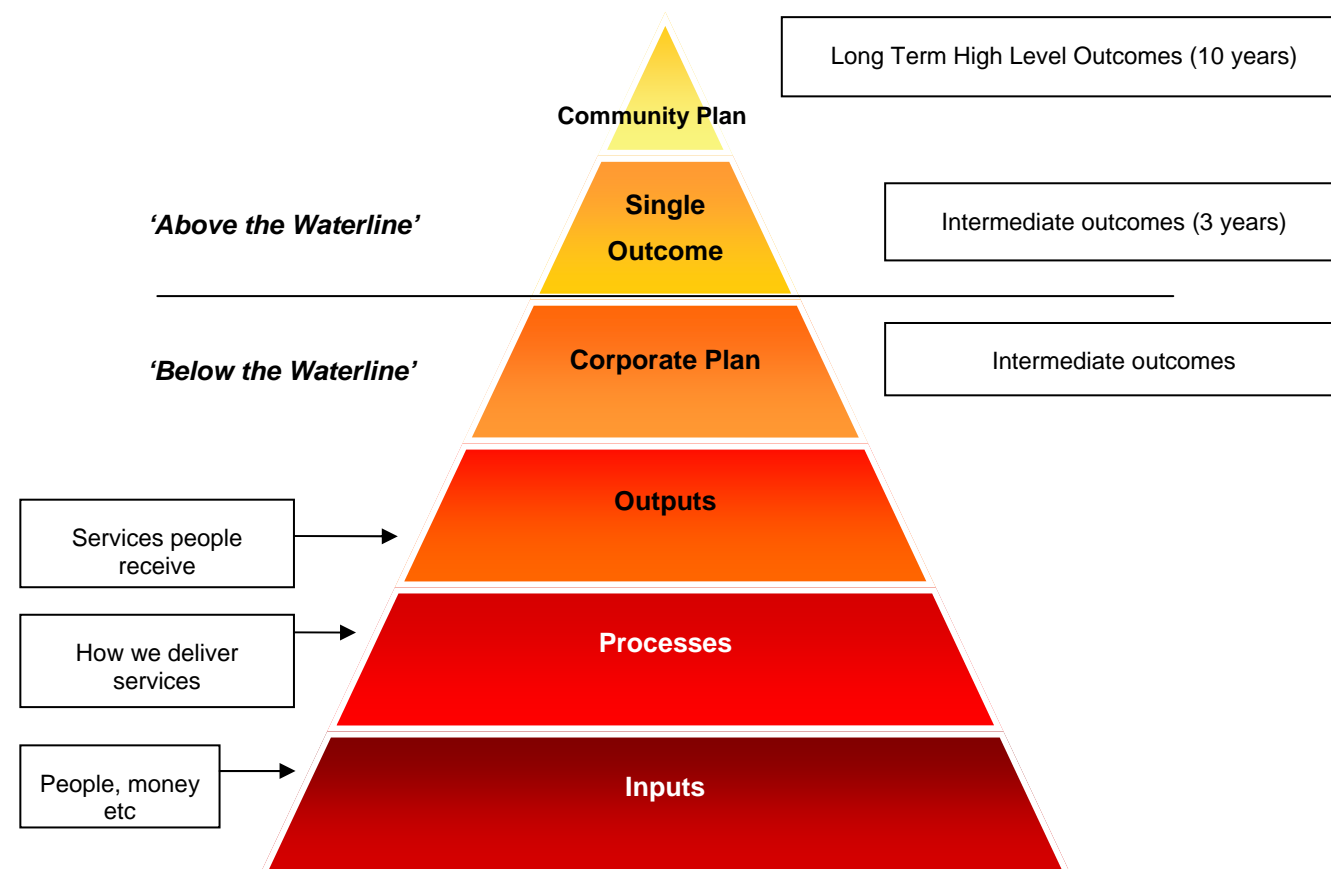 Long Term High Level Outcomes (10 years)
Community Plan
Single
Outcome
‘Above the Waterline’
Intermediate outcomes (3 years)
‘Below the Waterline’
Corporate Plan
Intermediate outcomes
Outputs
Services people
receive
Processes
How we deliver
services
Inputs
People, money
etc